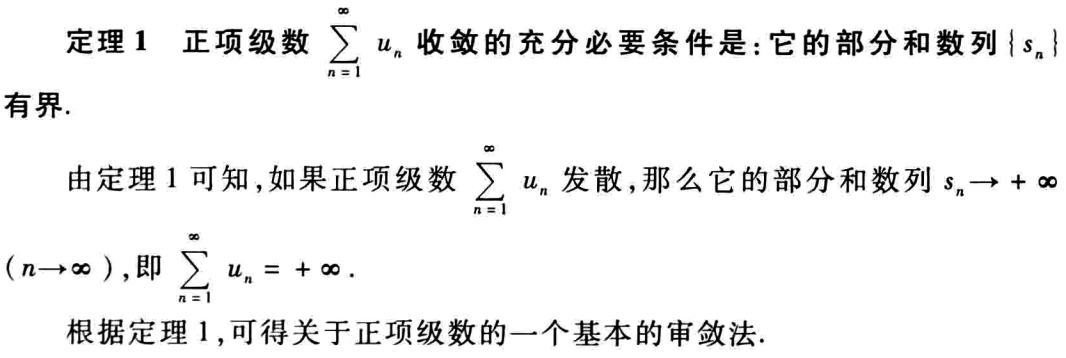 定理 1 正项级数 $\sum_{n=1}^{\infty} u_n$ 收敛的充分必要条件是:它的部分和数列{$s_n$}
有界.
由定理 1 可知,如果正项级数 $\sum_{n=1}^{\infty} u_n$ 发散,那么它的部分和数列 $s_n \to +\infty$
($n \to \infty$),即 $\sum_{n=1}^{\infty} u_n = +\infty$.
根据定理 1,可得关于正项级数的一个基本的审敛法.